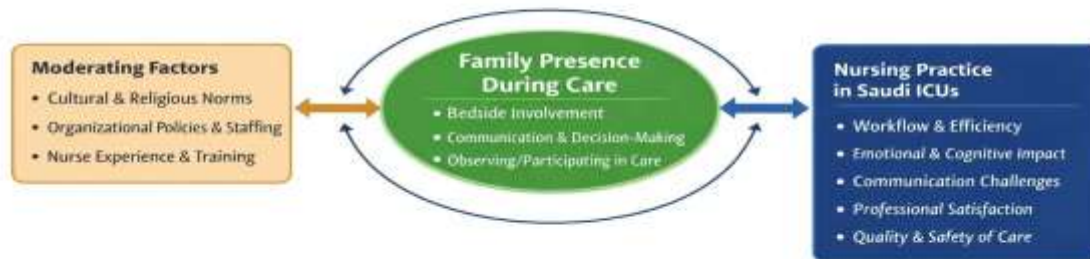 Moderating Factors
• Cultural & Religious Norms
• Organizational Policies & Staffing
• Nurse Experience & Training
Family Presence
During Care
• Bedside Involvement
• Communication & Decision-Making
• Observing/Participating in Care
Nursing Practice
in Saudi ICUs
• Workflow & Efficiency
• Emotional & Cognitive Impact
• Communication Challenges
• Professional Satisfaction
• Quality & Safety of Care